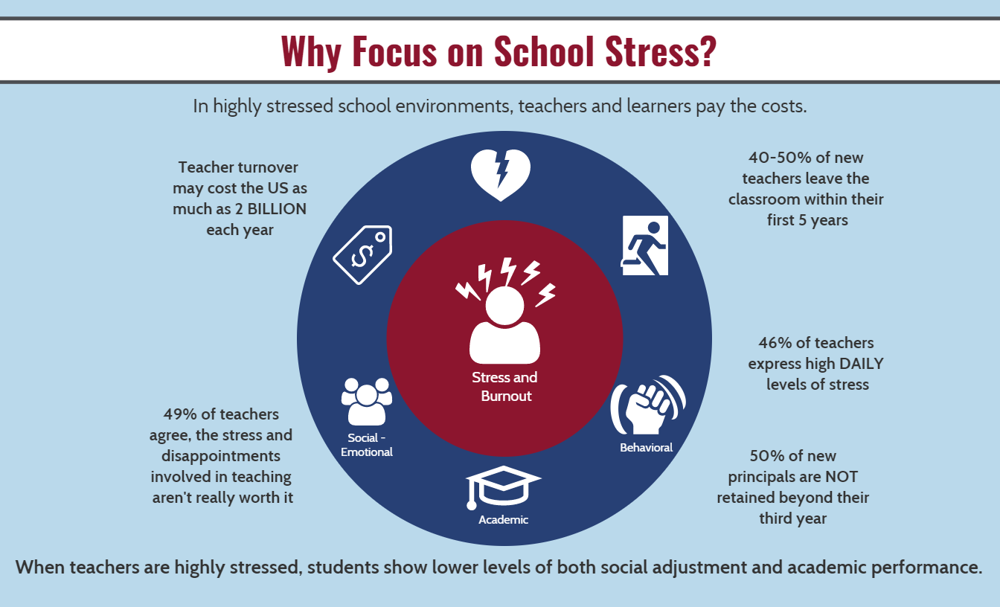 Why Focus on School Stress?
In highly stressed school environments, teachers and learners pay the costs.
Teacher turnover
may cost the US as
much as 2 BILLION
each year
40-50% of new
teachers leave the
classroom within their
first 5 years
$
Stress and
Burnout
46% of teachers
express high DAILY
levels of stress
49% of teachers
agree, the stress and
disappointments
involved in teaching
aren't really worth it
Social -
Emotional
Behavioral
Academic
50% of new
principals are NOT
retained beyond their
third year
When teachers are highly stressed, students show lower levels of both social adjustment and academic performance.